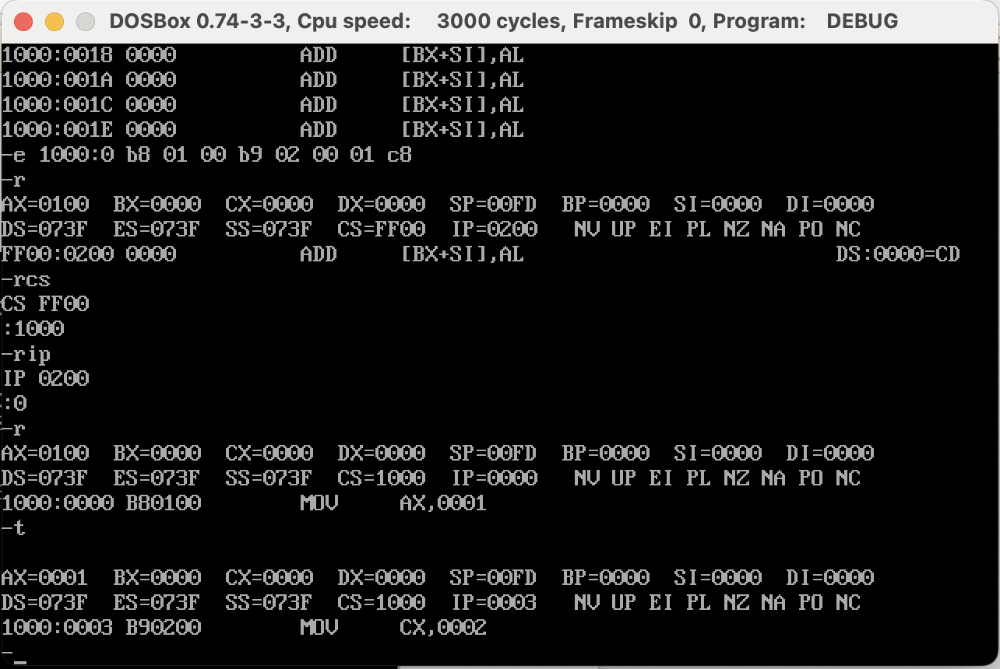 DOSBox 0.74-3-3, Cpu speed: 3000 cycles, Frameskip 0, Program: DEBUG
1000:0018 0000 ADD [BX+SI],AL
1000:001A 0000 ADD [BX+SI],AL
1000:001C 0000 ADD [BX+SI],AL
1000:001E 0000 ADD [BX+SI],AL
-e 1000:0 b8 01 00 b9 02 00 01 c8
-r
AX=0100 BX=0000 CX=0000 DX=0000 SP=00FD BP=0000 SI=0000 DI=0000
DS=073F ES=073F SS=073F CS=FF00 IP=0200 NV UP EI PL NZ NA PO NC
FF00:0200 0000 ADD [BX+SI],AL DS:0000=CD
-rcs
CS FF00
:1000
-rip
IP 0200
:0
-r
AX=0100 BX=0000 CX=0000 DX=0000 SP=00FD BP=0000 SI=0000 DI=0000
DS=073F ES=073F SS=073F CS=1000 IP=0000 NV UP EI PL NZ NA PO NC
1000:0000 B80100 MOV AX,0001
-t
AX=0001 BX=0000 CX=0000 DX=0000 SP=00FD BP=0000 SI=0000 DI=0000
DS=073F ES=073F SS=073F CS=1000 IP=0003 NV UP EI PL NZ NA PO NC
1000:0003 B90200 MOV CX,0002
-_